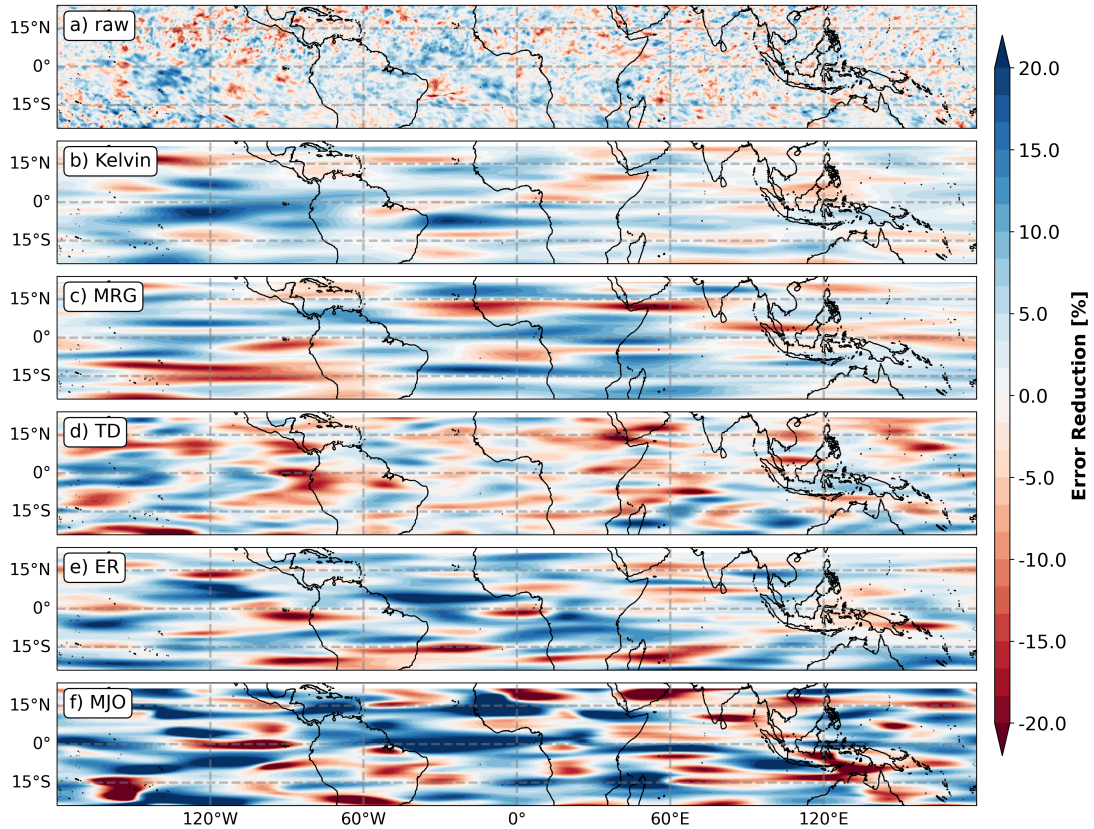 a) raw
15°N
0°
15°S
b) Kelvin
15°N
0°
15°S
c) MRG
15°N
0°
15°S
d) TD
15°N
0°
15°S
e) ER
15°N
0°
15°S
f) MJO
15°N
0°
15°S
120°W 60°W 0° 60°E 120°E
20.0
15.0
10.0
5.0
0.0
-5.0
-10.0
-15.0
-20.0
Error Reduction [%]